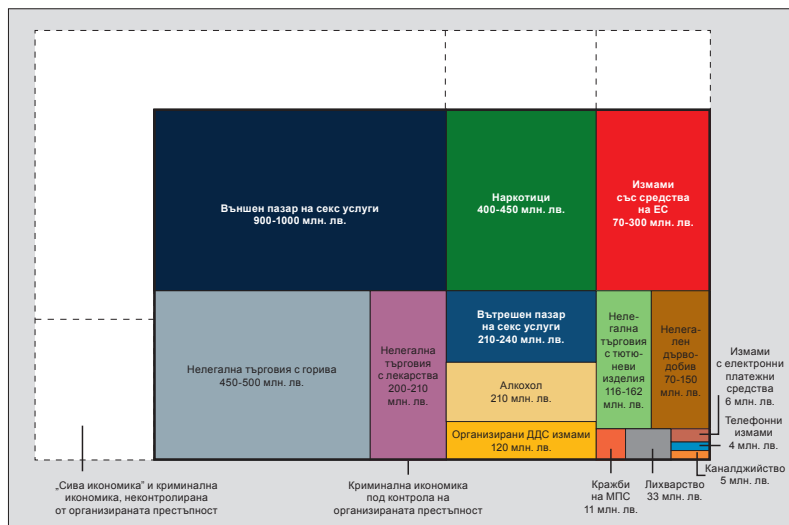 Външен пазар на секс услуги
900-1000 млн. лв.
Наркотици
400-450 млн. лв.
Измами
със средства
на ЕС
70-300 млн. лв.
Нелегална търговия с горива
450-500 млн. лв.
Нелегална
търговия
с лекарства
200-210
млн. лв.
Вътрешен пазар
на секс услуги
210-240 млн. лв.
Алкохол
210 млн. лв.
Организирани ДДС измами
120 млн. лв.
Неле-
гална
търговия
с тютю-
неви
изделия
116-162
млн. лв.
Нелега-
лен
дърво-
добив
70-150
млн. лв.
Измами
с електронни
платежни
средства
6 млн. лв.
Телефонни
измами
4 млн. лв.
Каналджийство
5 млн. лв.
„Сива икономика” и криминална
икономика, неконтролирана
от организираната престъпност
Криминална икономика
под контрола на
организираната престъпност
Кражби
на МПС
11 млн. лв.
Лихварство
33 млн. лв.